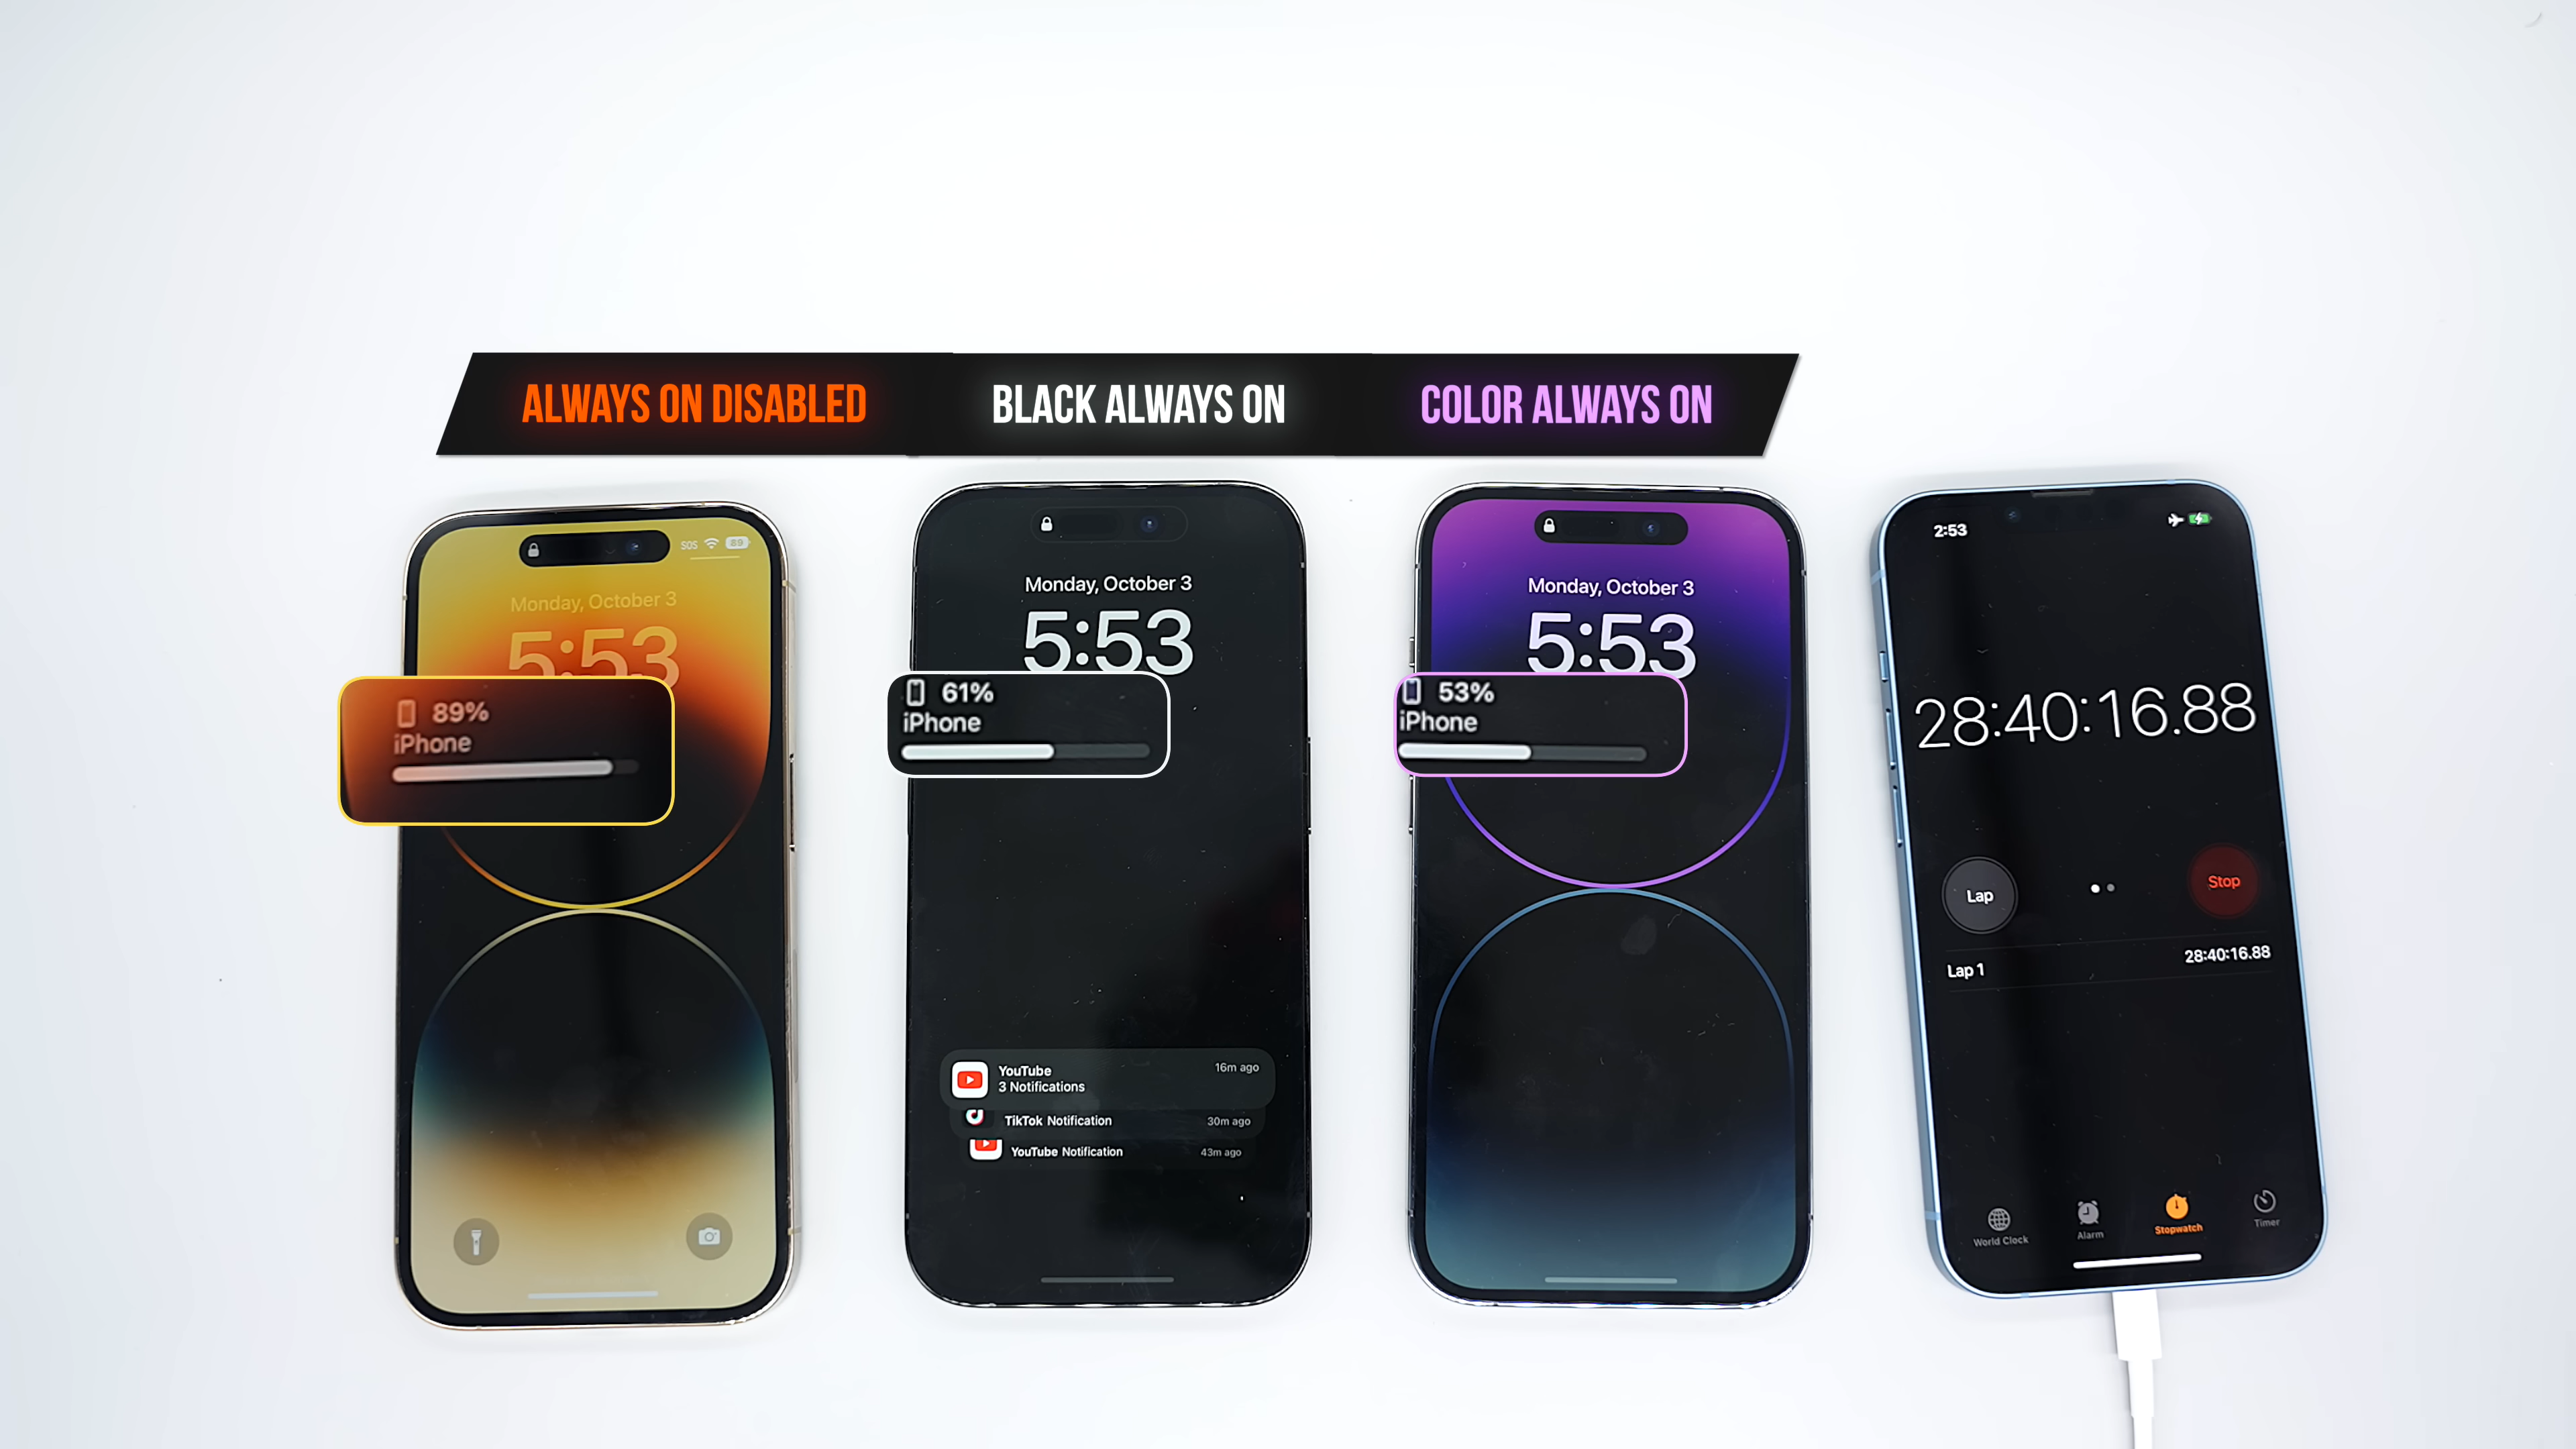 ALWAYS ON DISABLED
BLACK ALWAYS ON
COLOR ALWAYS ON
SOS 89
Monday, October 3
5:53
89%
iPhone
Monday, October 3
5:53
61%
iPhone
YouTube
16m ago
3 Notifications
TikTok Notification
30m ago
YouTube Notification
43m ago
Monday, October 3
5:53
53%
iPhone
2:53
28:40:16.88
Lap
Stop
Lap 1
28:40:16.88
World Clock
Alarm
Stopwatch
Timer